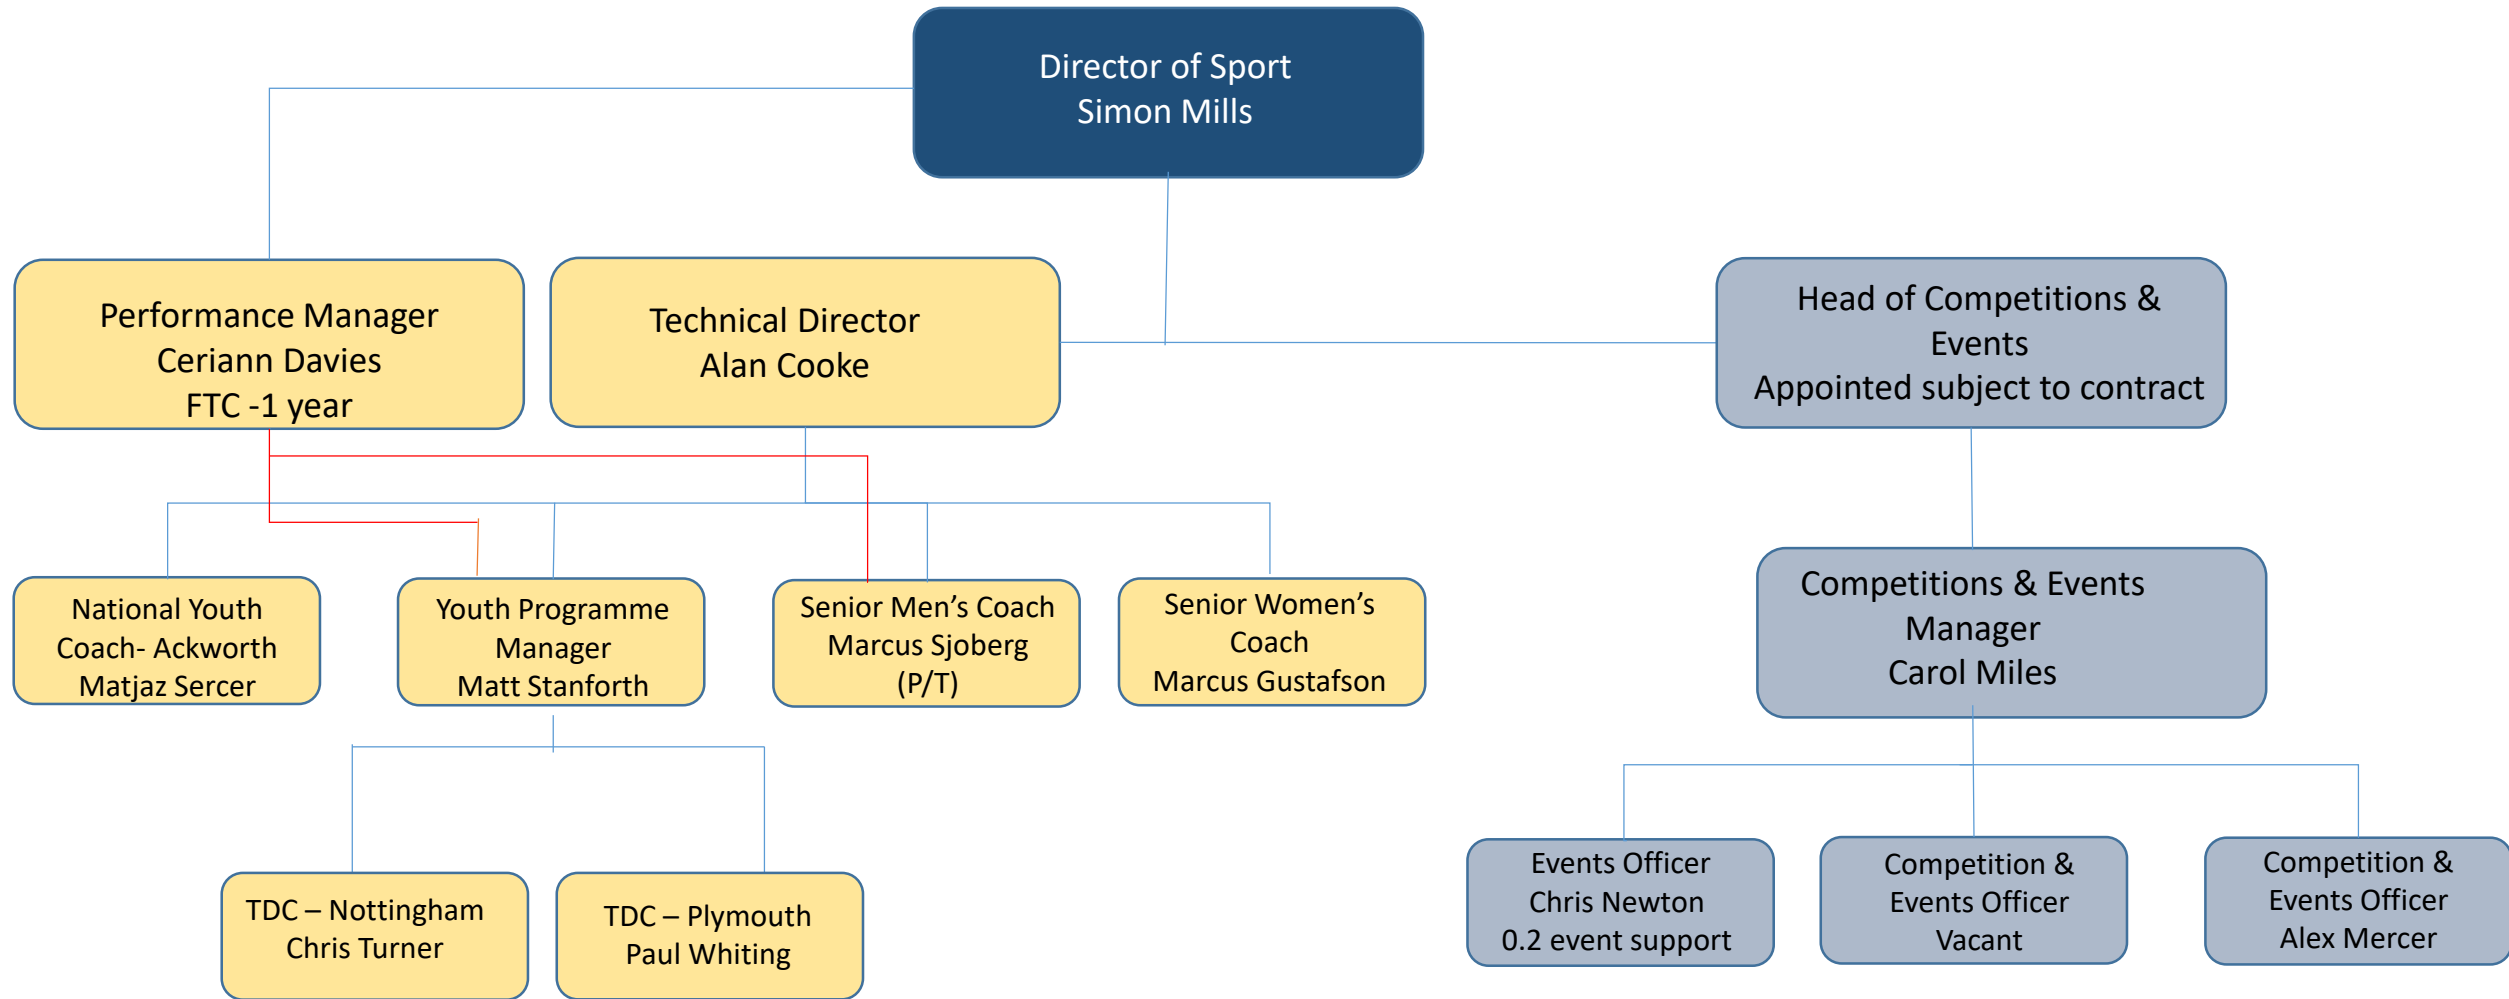 Director of Sport
Simon Mills
Performance Manager
Ceriann Davies
FTC -1 year
Technical Director
Alan Cooke
Head of Competitions &
Events
Appointed subject to contract
National Youth
Coach- Ackworth
Matjaz Sercer
Youth Programme
Manager
Matt Stanforth
Senior Men’s Coach
Marcus Sjoberg
(P/T)
Senior Women’s
Coach
Marcus Gustafson
Competitions & Events
Manager
Carol Miles
TDC – Nottingham
Chris Turner
TDC – Plymouth
Paul Whiting
Events Officer
Chris Newton
0.2 event support
Competition &
Events Officer
Vacant
Competition &
Events Officer
Alex Mercer